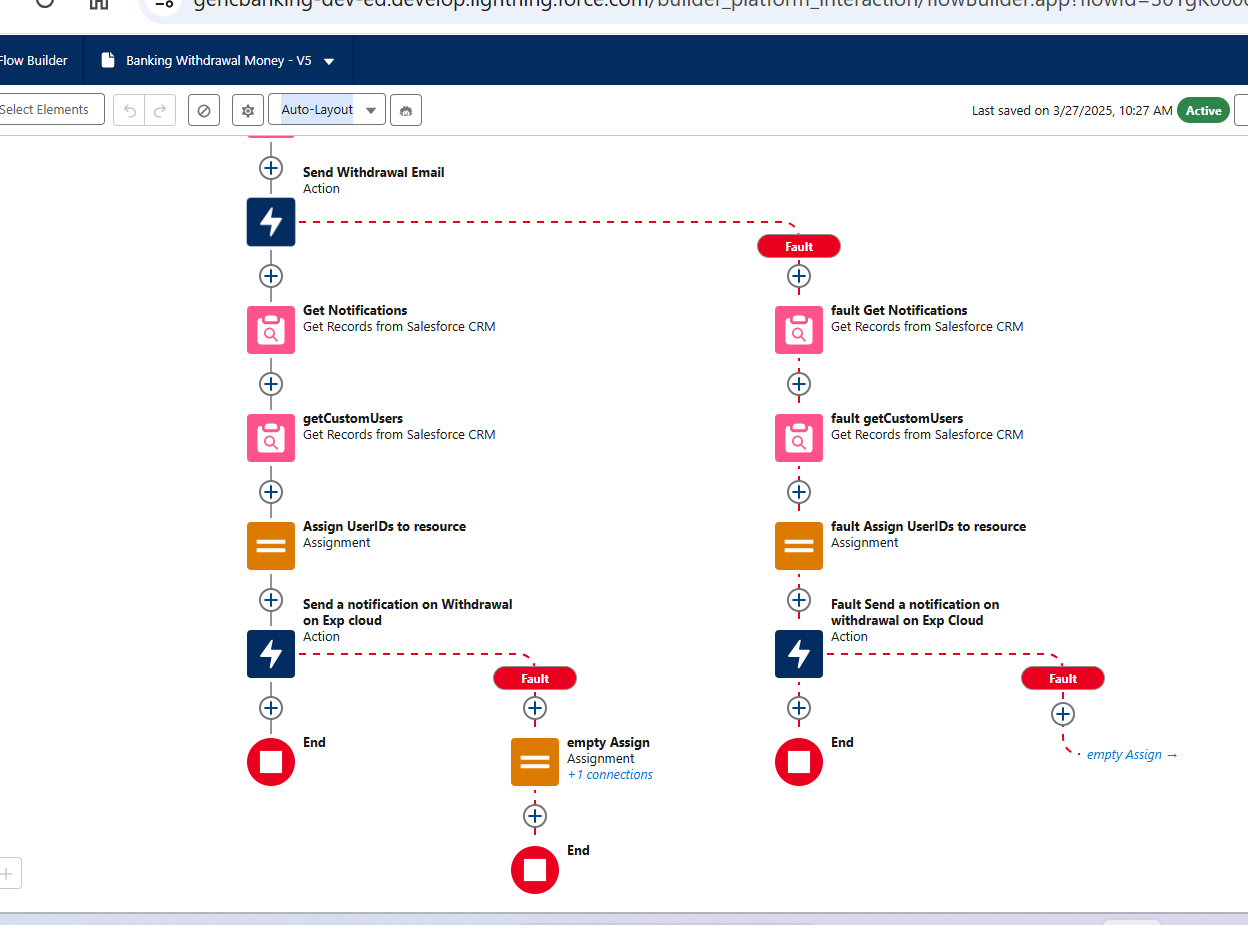 gencbanking-dev-ed.develop.lightning.force.com/builder_platform_interaction/flowBuilder.app?flowId=301gK000
Flow Builder
Banking Withdrawal Money - V5
Select Elements
Auto-Layout
Last saved on 3/27/2025, 10:27 AM
Active
Send Withdrawal Email
Action
Fault
Get Notifications
Get Records from Salesforce CRM
fault Get Notifications
Get Records from Salesforce CRM
getCustomUsers
Get Records from Salesforce CRM
fault getCustomUsers
Get Records from Salesforce CRM
Assign UserIDs to resource
Assignment
fault Assign UserIDs to resource
Assignment
Send a notification on Withdrawal
on Exp cloud
Action
Fault Send a notification on
withdrawal on Exp Cloud
Action
Fault
Fault
End
empty Assign
Assignment
+1 connections
End
empty Assign →
End